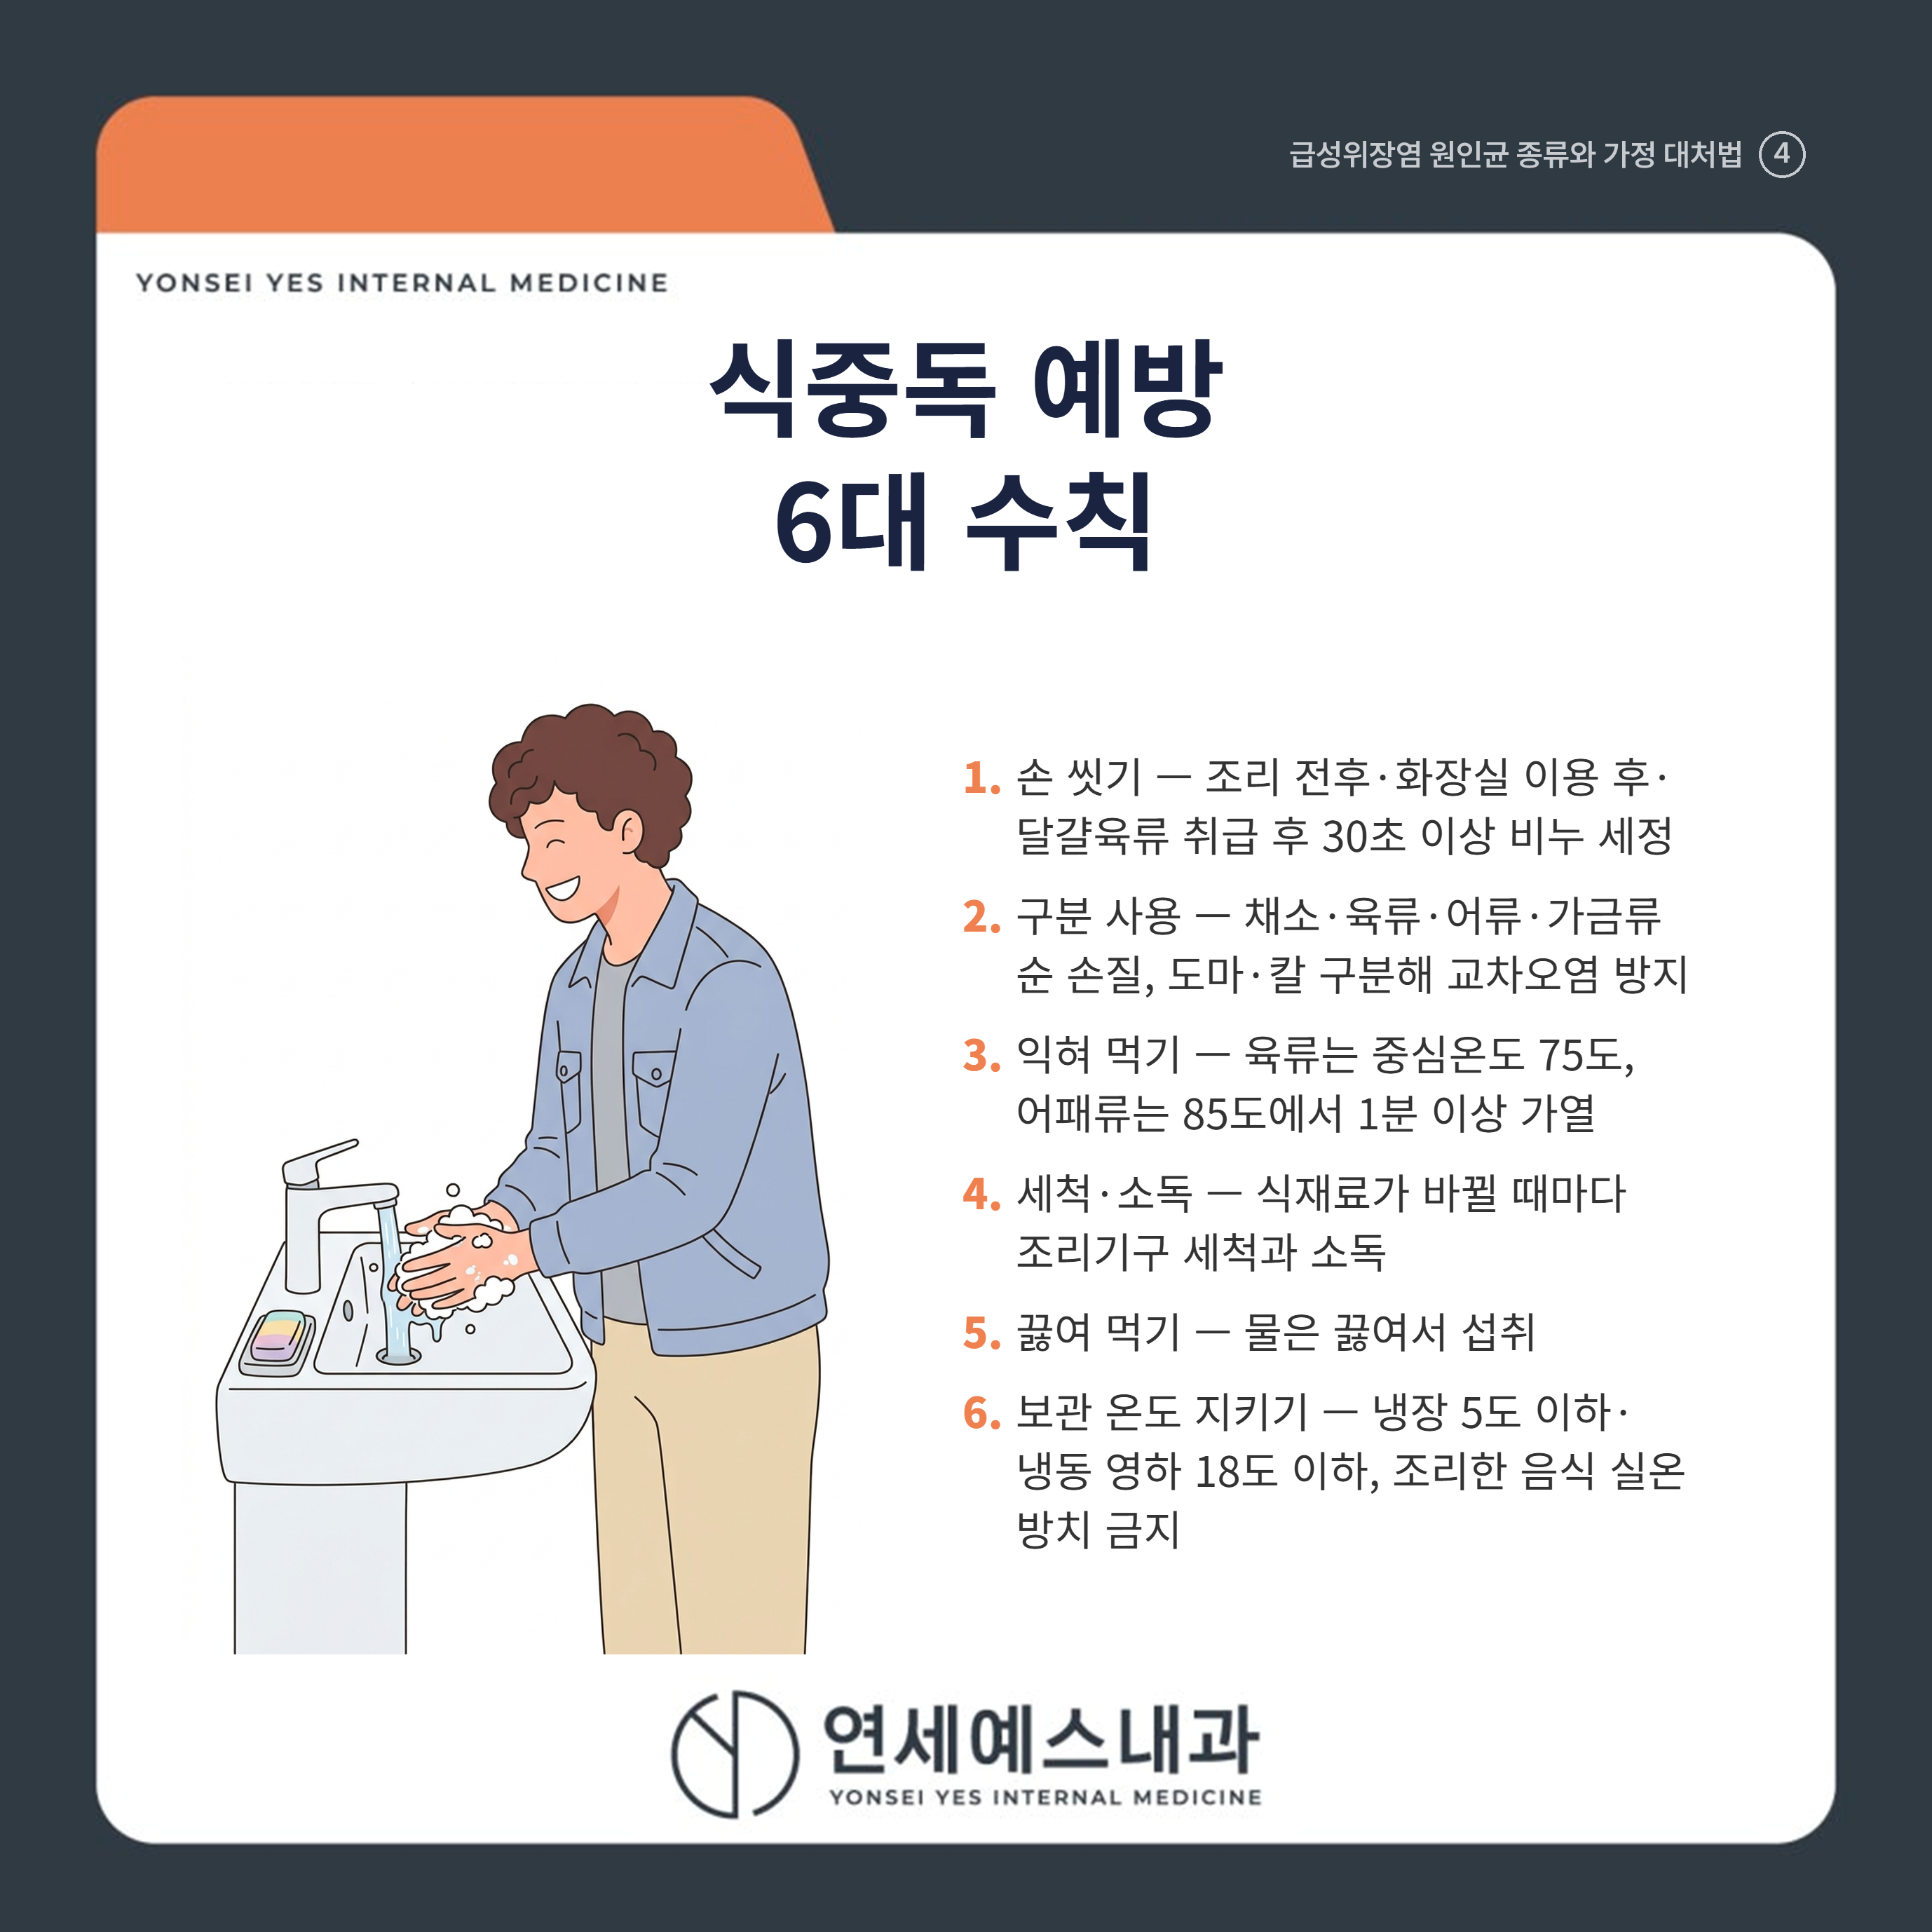 급성위장염 원인균 종류와 가정 대처법 4
YONSEI YES INTERNAL MEDICINE
식중독 예방
6대 수칙
1. 손 씻기 — 조리 전후·화장실 이용 후·
달걀육류 취급 후 30초 이상 비누 세정
2. 구분 사용 — 채소·육류·어류·가금류
순 손질, 도마·칼 구분해 교차오염 방지
3. 익혀 먹기 — 육류는 중심온도 75도,
어패류는 85도에서 1분 이상 가열
4. 세척·소독 — 식재료가 바뀔 때마다
조리기구 세척과 소독
5. 끓여 먹기 — 물은 끓여서 섭취
6. 보관 온도 지키기 — 냉장 5도 이하·
냉동 영하 18도 이하, 조리한 음식 실온
방치 금지
연세예스내과
YONSEI YES INTERNAL MEDICINE